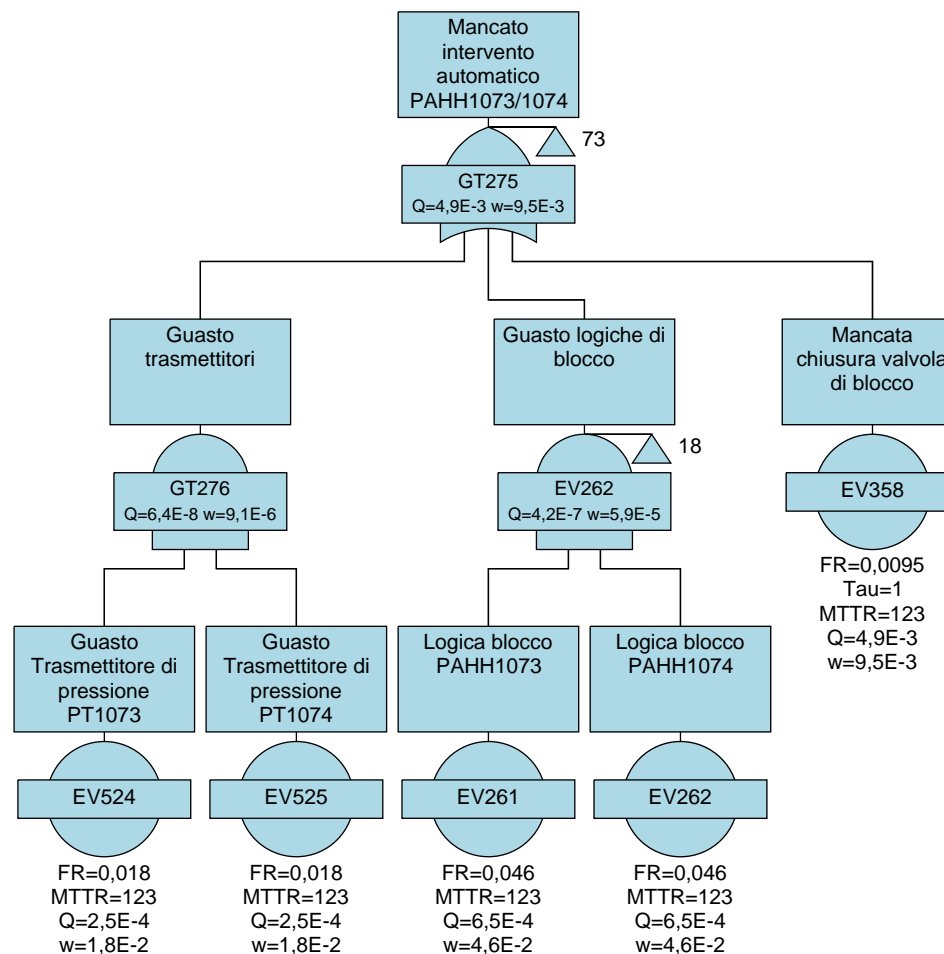 Mancato
intervento
automatico
PAHH1073/1074
73
GT275
Q=4,9E-3 w=9,5E-3
Guasto
trasmettitori
Guasto logiche di
blocco
Mancata
chiusura valvola
di blocco
18
GT276
Q=6,4E-8 w=9,1E-6
EV262
Q=4,2E-7 w=5,9E-5
EV358
FR=0,0095
Tau=1
MTTR=123
Q=4,9E-3
w=9,5E-3
Guasto
Trasmettitore di
pressione
PT1073
Guasto
Trasmettitore di
pressione
PT1074
Logica blocco
PAHH1073
Logica blocco
PAHH1074
EV524
FR=0,018
MTTR=123
Q=2,5E-4
w=1,8E-2
EV525
FR=0,018
MTTR=123
Q=2,5E-4
w=1,8E-2
EV261
FR=0,046
MTTR=123
Q=6,5E-4
w=4,6E-2
EV262
FR=0,046
MTTR=123
Q=6,5E-4
w=4,6E-2